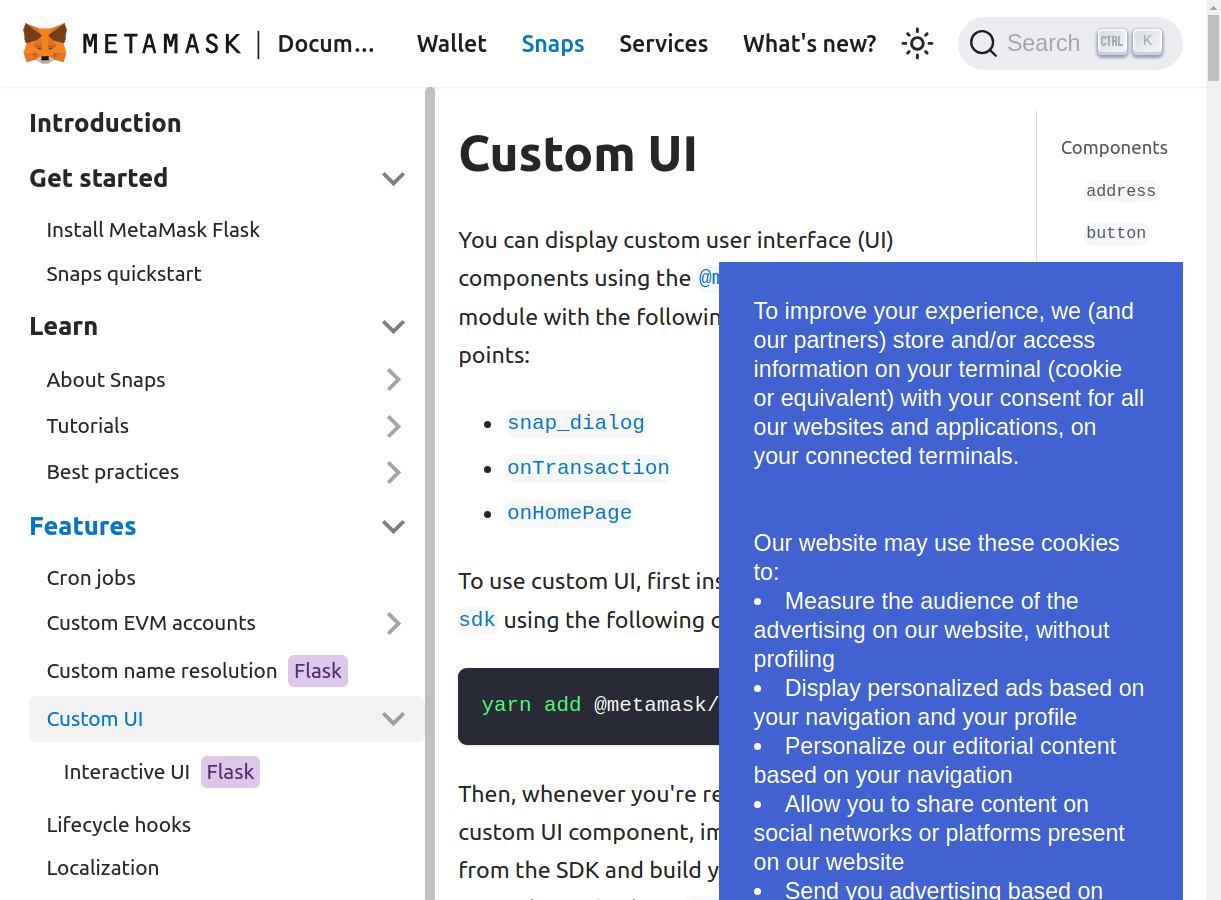 METAMASK | Docum... Wallet Snaps Services What's new? Search CTRL K
Introduction
Get started
Install MetaMask Flask
Snaps quickstart
Learn
About Snaps
Tutorials
Best practices
Features
Cron jobs
Custom EVM accounts
Custom name resolution Flask
Custom UI
Interactive UI Flask
Lifecycle hooks
Localization
Custom UI
You can display custom user interface (UI)
components using the @m
module with the followin
points:
• snap_dialog
• onTransaction
• onHomePage
To use custom UI, first ins
sdk using the following c
yarn add @metamask/
Then, whenever you're re
custom UI component, im
from the SDK and build y
Components
address
button
To improve your experience, we (and
our partners) store and/or access
information on your terminal (cookie
or equivalent) with your consent for all
our websites and applications, on
your connected terminals.
Our website may use these cookies
to:
• Measure the audience of the
advertising on our website, without
profiling
• Display personalized ads based on
your navigation and your profile
• Personalize our editorial content
based on your navigation
• Allow you to share content on
social networks or platforms present
on our website
• Send you advertising based on